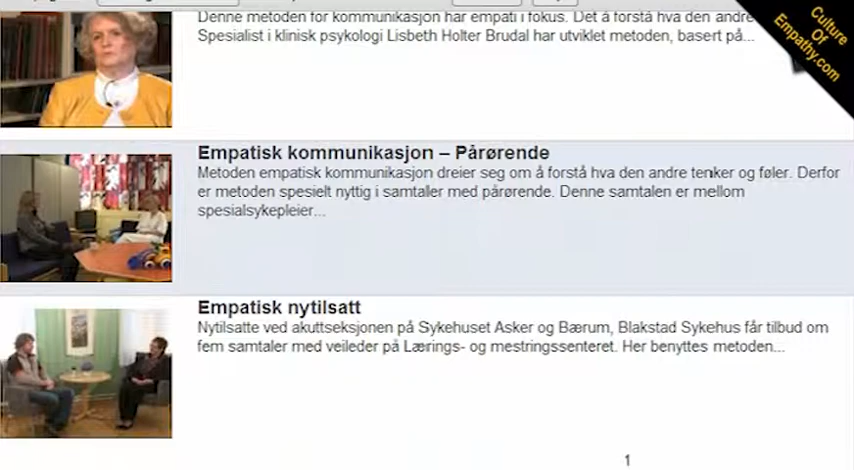 Denne metoden for kommunikasjon har empati i fokus. Det å forstå hva den andre
Spesialist i klinisk psykologi Lisbeth Holter Brudal har utviklet metoden, basert på...
Culture
Of
Empathy.com
Empatisk kommunikasjon – Pårørende
Metoden empatisk kommunikasjon dreier seg om å forstå hva den andre tenker og føler. Derfor
er metoden spesielt nyttig i samtaler med pårørende. Denne samtalen er mellom
spesialsykepleier...
Empatisk nytilsatt
Nytilsatte ved akuttseksjonen på Sykehuset Asker og Bærum, Blakstad Sykehus får tilbud om
fem samtaler med veileder på Lærings- og mestringssenteret. Her benyttes metoden...
1